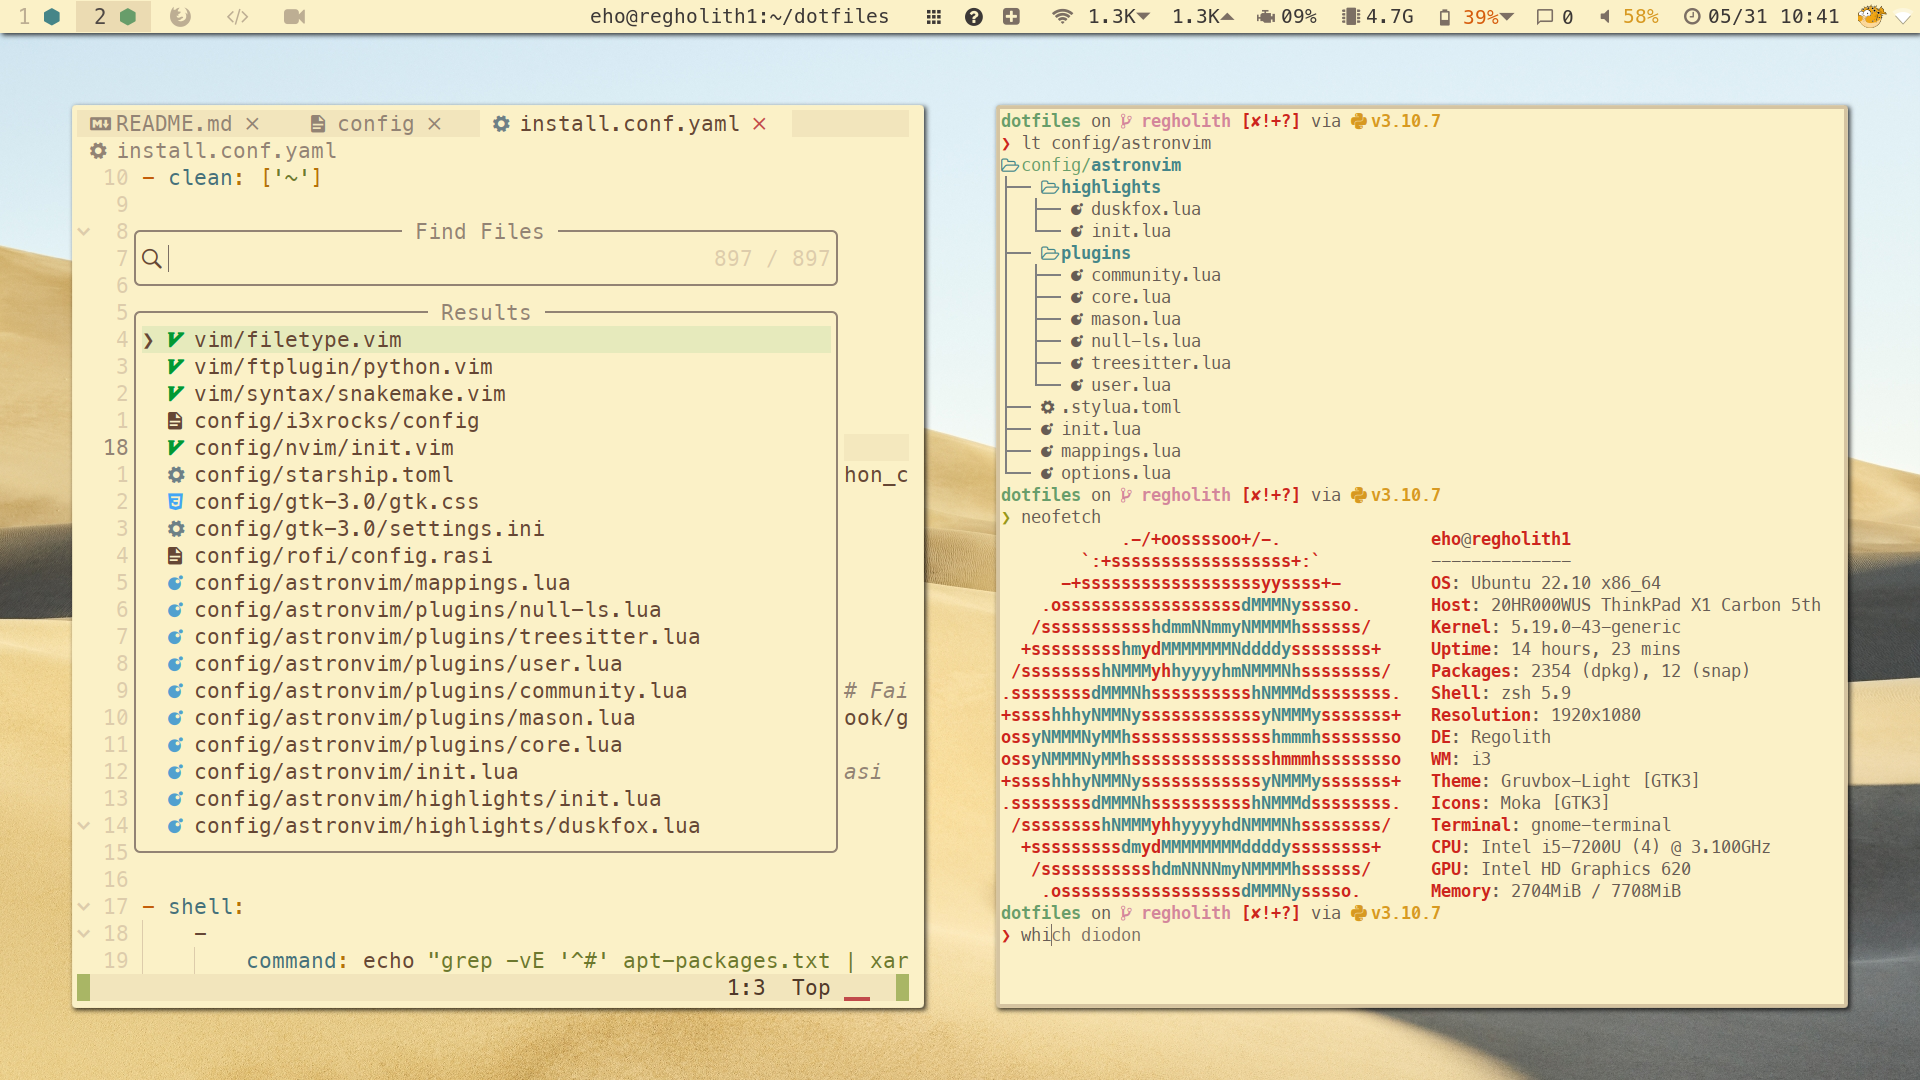 1 2 eho@regholith1:~/dotfiles 1.3K 1.3K 09% 4.7G 39% 0 58% 05/31 10:41
README.md config install.conf.yaml
install.conf.yaml
10 - clean: ['~']
9
8 Find Files
7 897 / 897
6
5 Results
4 ❯ vim/filetype.vim
3 vim/ftplugin/python.vim
2 vim/syntax/snakemake.vim
1 config/i3xrocks/config
18 config/nvim/init.vim
1 config/starship.toml hon_c
2 config/gtk-3.0/gtk.css
3 config/gtk-3.0/settings.ini
4 config/rofi/config.rasi
5 config/astronvim/mappings.lua
6 config/astronvim/plugins/null-ls.lua
7 config/astronvim/plugins/treesitter.lua
8 config/astronvim/plugins/user.lua
9 config/astronvim/plugins/community.lua # Fai
10 config/astronvim/plugins/mason.lua ook/g
11 config/astronvim/plugins/core.lua
12 config/astronvim/init.lua asi
13 config/astronvim/highlights/init.lua
14 config/astronvim/highlights/duskfox.lua
15
16
17 - shell:
18 -
19 command: echo "grep -vE '^#' apt-packages.txt | xar
1:3 Top __
dotfiles on regholith [✘!+?] via v3.10.7
❯ lt config/astronvim
config/astronvim
├── highlights
│ ├── duskfox.lua
│ └── init.lua
├── plugins
│ ├── community.lua
│ ├── core.lua
│ ├── mason.lua
│ ├── null-ls.lua
│ ├── treesitter.lua
│ └── user.lua
├── .stylua.toml
├── init.lua
├── mappings.lua
└── options.lua
dotfiles on regholith [✘!+?] via v3.10.7
❯ neofetch
.-/+oossssoo+/-. eho@regholith1
`:+ssssssssssssssssss+:` --------------
-+ssssssssssssssssssyyssss+- OS: Ubuntu 22.10 x86_64
.ossssssssssssssssssdMMMNysssso. Host: 20HR000WUS ThinkPad X1 Carbon 5th
/ssssssssssshdmmNNmmyNMMMMhssssss/ Kernel: 5.19.0-43-generic
+ssssssssshmydMMMMMMMNddddyssssssss+ Uptime: 14 hours, 23 mins
/sssssssshNMMMyhhyyyyhmNMMMNhssssssss/ Packages: 2354 (dpkg), 12 (snap)
.ssssssssdMMMNhsssssssssshNMMMdssssssss. Shell: zsh 5.9
+sssshhhyNMMNyssssssssssssyNMMMysssssss+ Resolution: 1920x1080
ossyNMMMNyMMhsssssssssssssshmmmhssssssso DE: Regolith
ossyNMMMNyMMhsssssssssssssshmmmhssssssso WM: i3
+sssshhhyNMMNyssssssssssssyNMMMysssssss+ Theme: Gruvbox-Light [GTK3]
.ssssssssdMMMNhsssssssssshNMMMdssssssss. Icons: Moka [GTK3]
/sssssssshNMMMyhhyyyyhdNMMMNhssssssss/ Terminal: gnome-terminal
+sssssssssdmydMMMMMMMMddddyssssssss+ CPU: Intel i5-7200U (4) @ 3.100GHz
/ssssssssssshdmNNNNmyNMMMMhssssss/ GPU: Intel HD Graphics 620
.ossssssssssssssssssdMMMNysssso. Memory: 2704MiB / 7708MiB
dotfiles on regholith [✘!+?] via v3.10.7
❯ which diodon